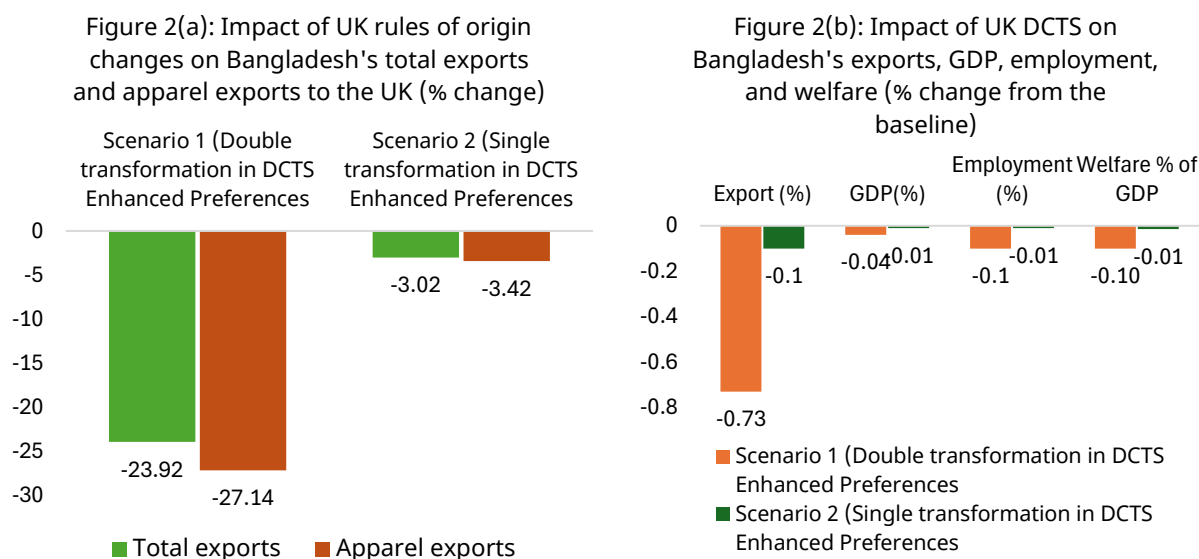 Figure 2(a): Impact of UK rules of origin
changes on Bangladesh's total exports
and apparel exports to the UK (% change)
Scenario 1 (Double
transformation in DCTS
Enhanced Preferences
Scenario 2 (Single
transformation in DCTS
Enhanced Preferences
0
-5
-10
-15
-20
-25
-30
-23.92
-27.14
-3.02
-3.42
Total exports
Apparel exports
Figure 2(b): Impact of UK DCTS on
Bangladesh's exports, GDP, employment,
and welfare (% change from the
baseline)
Export (%)
GDP(%)
Employment
(%)
Welfare % of
GDP
0
-0.2
-0.4
-0.6
-0.8
-0.73
-0.1
-0.04
-0.01
-0.1
-0.01
-0.10
-0.01
Scenario 1 (Double transformation in DCTS
Enhanced Preferences
Scenario 2 (Single transformation in DCTS
Enhanced Preferences